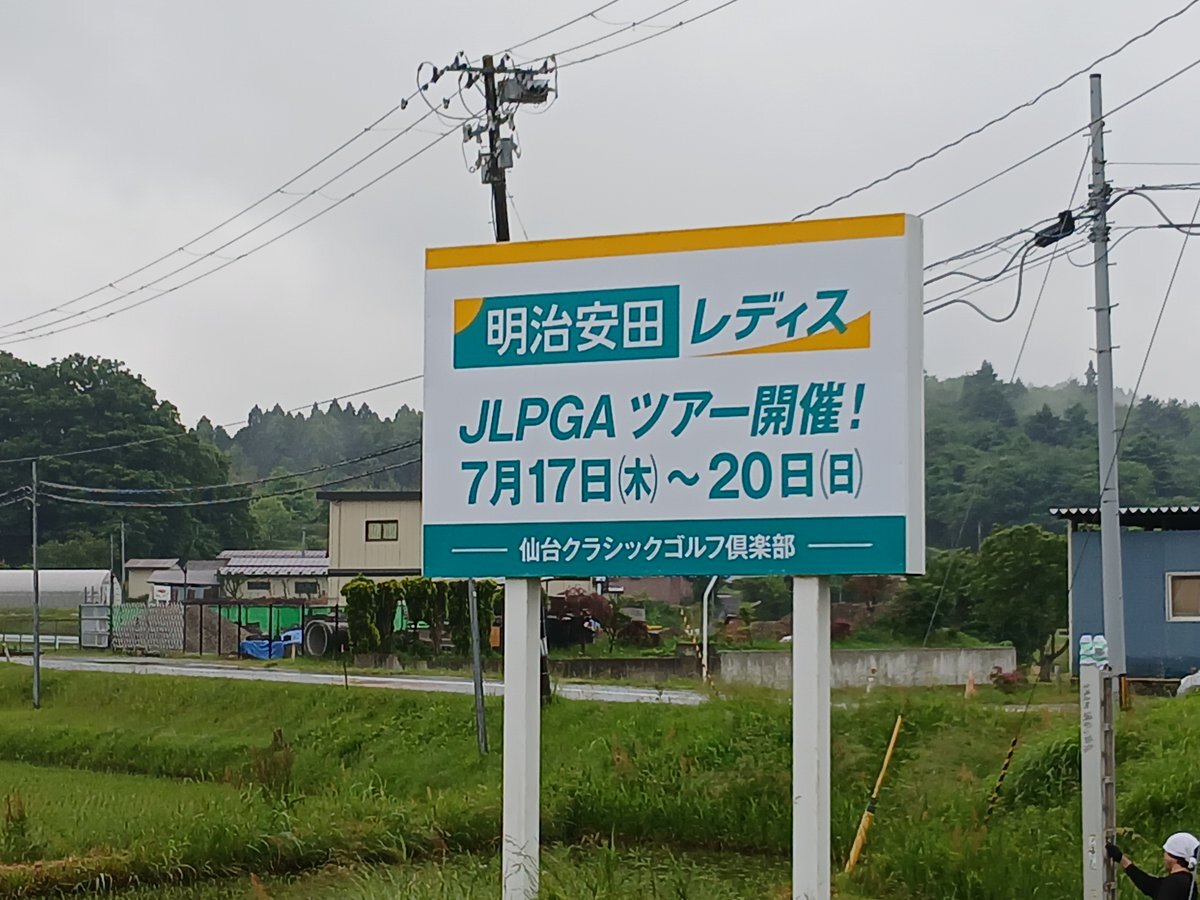 明治安田 レディス
JLPGA ツアー開催!
7月17日(木)～20日(日)
仙台クラシックゴルフ倶楽部